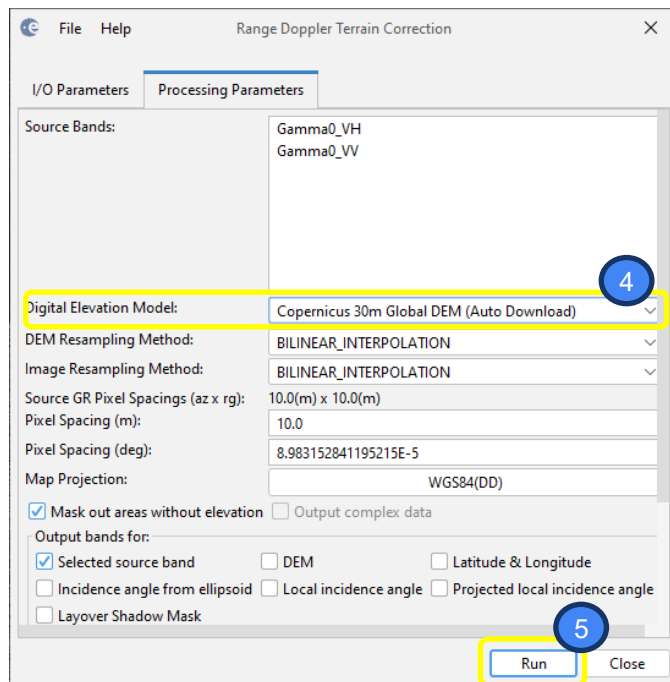 File Help Range Doppler Terrain Correction
I/O Parameters Processing Parameters
Source Bands: Gamma0_VH
Gamma0_VV
4
Digital Elevation Model: Copernicus 30m Global DEM (Auto Download)
DEM Resampling Method: BILINEAR_INTERPOLATION
Image Resampling Method: BILINEAR_INTERPOLATION
Source GR Pixel Spacings (az x rg): 10.0(m) x 10.0(m)
Pixel Spacing (m): 10.0
Pixel Spacing (deg): 8.983152841195215E-5
Map Projection: WGS84(DD)
Mask out areas without elevation Output complex data
Output bands for:
Selected source band DEM Latitude & Longitude
Incidence angle from ellipsoid Local incidence angle Projected local incidence angle
Layover Shadow Mask
5
Run Close